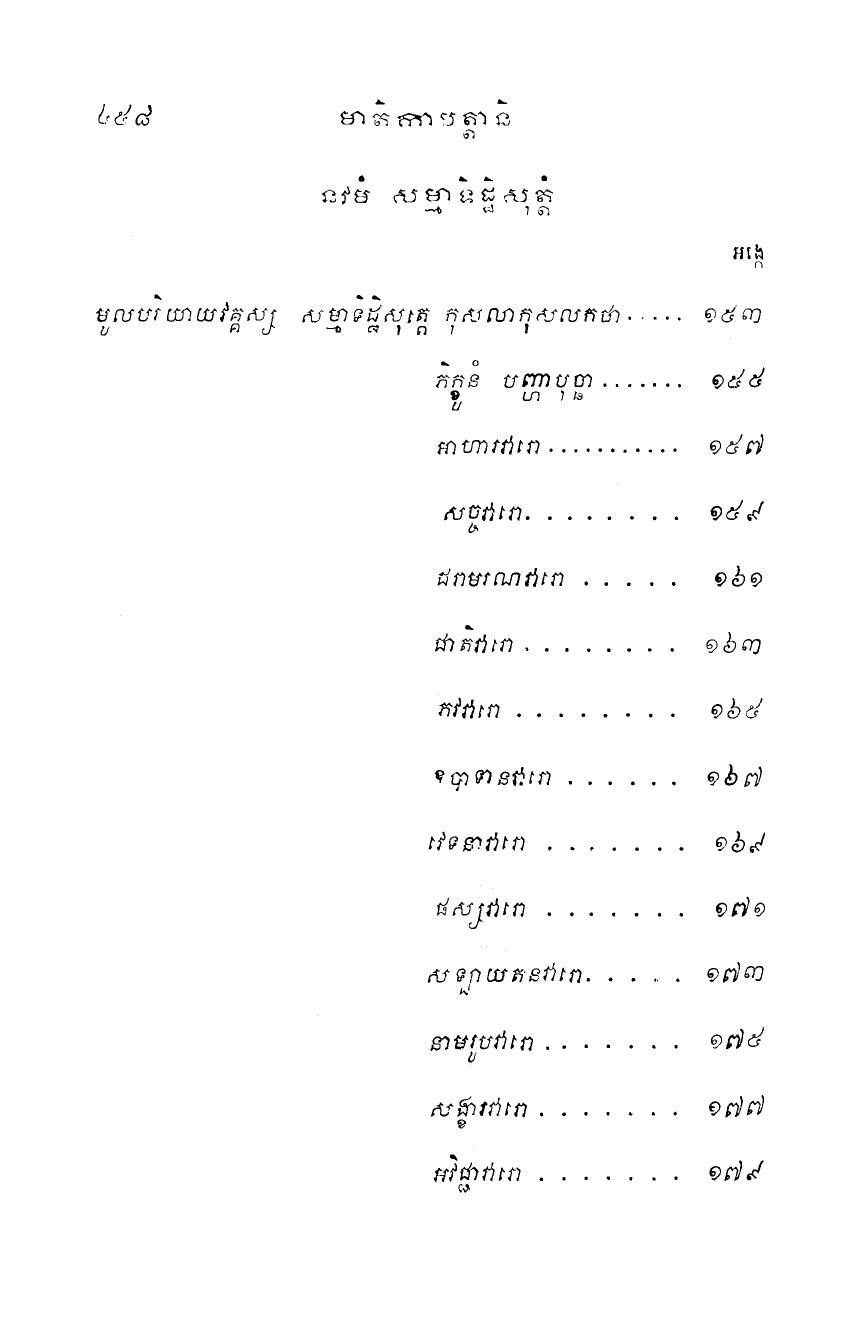 ៤៥៨ មាតិកាបត្តានិ
នវមំ សម្មាទិដ្ឋិសុត្តំ
អង្កេ
មូលបរិយាយវគ្គស្ស សម្មាទិដ្ឋិសុត្តេ កុសលាកុសលកថា ..... ១៥៣
ភិក្ខូនំ បញ្ហាបុច្ឆា ....... ១៥៥
អាហារវារោ ........... ១៥៧
សច្ចវារោ . . . . . . . . ១៥៩
ជរាមរណវារោ . . . . . ១៦១
ជាតិវារោ . . . . . . . . ១៦៣
ភវវារោ . . . . . . . . ១៦៥
ឧបាទានវារោ . . . . . . ១៦៧
វេទនាវារោ . . . . . . . ១៦៩
ផស្សវារោ . . . . . . . ១៧១
សឡាយតនវារោ . . . . . ១៧៣
នាមរូបវារោ . . . . . . . ១៧៥
សង្ខារវារោ . . . . . . . ១៧៧
អវិជ្ជាវារោ . . . . . . . ១៧៩